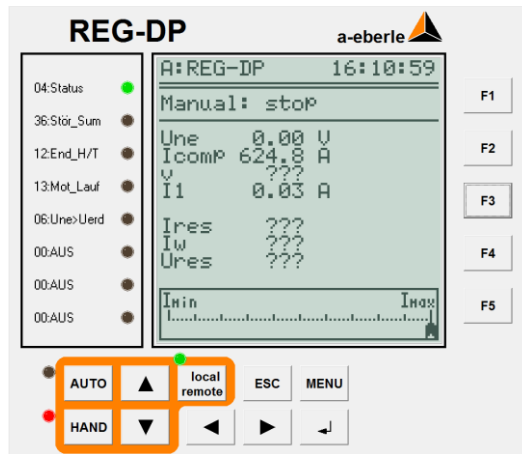 REG-DP
a-eberle
04:Status
36:Stör_Sum
12:End_H/T
13:Mot_Lauf
06:Une>Uerd
00:AUS
00:AUS
00:AUS
A:REG-DP 16:10:59
Manual: stop
Une 0.00 V
Icomp 624.8 A
v ???
I1 0.03 A
Ires ???
Iw ???
Ures ???
Imin Imax
F1
F2
F3
F4
F5
AUTO ▲ local remote ESC MENU
HAND ▼ ◀ ▶ ↵